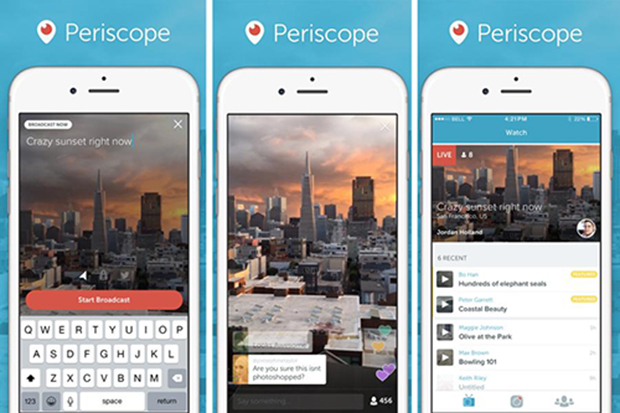 Periscope
BROADCAST NOW
Crazy sunset right now
Start Broadcast
Q W E R T Y U I O P
A S D F G H J K L
Z X C V B N M
123
space
return
Periscope
Are you sure this isnt
photoshopped?
Say something...
456
Periscope
BELL 4:21 PM 22%
Watch
LIVE 8
Crazy sunset right now
San Francisco, US
Jordan Holland
6 RECENT
Bo Han
Hundreds of elephant seals
Peter Garrett
Coastal Beauty
Maggie Johnson
Olive at the Park
Max Brown
Bowling 101
Keith Riley
Untitled